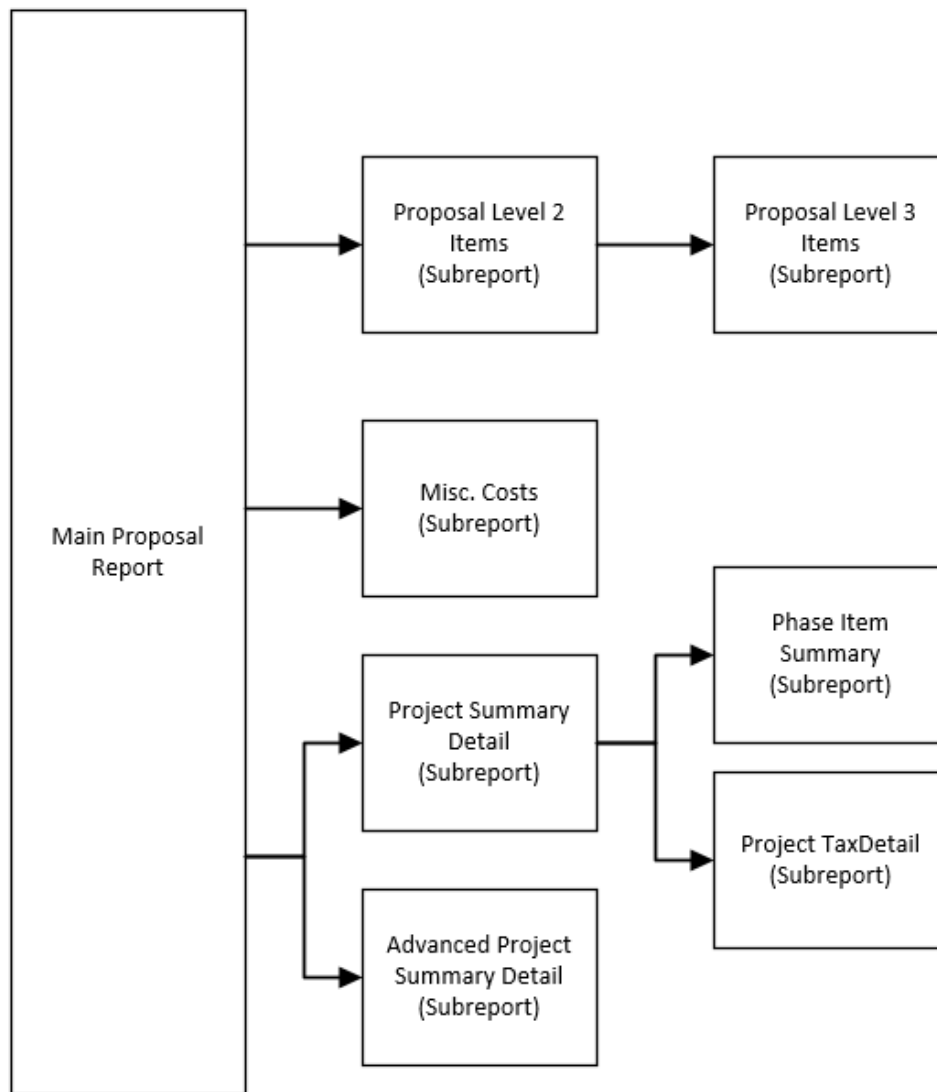 Proposal Level 2
Items
(Subreport)
Proposal Level 3
Items
(Subreport)
Misc. Costs
(Subreport)
Main Proposal
Report
Phase Item
Summary
(Subreport)
Project Summary
Detail
(Subreport)
Project TaxDetail
(Subreport)
Advanced Project
Summary Detail
(Subreport)